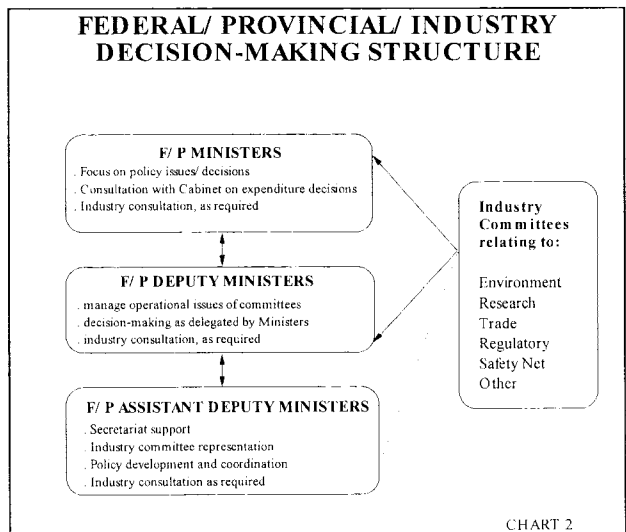 FEDERAL/ PROVINCIAL/ INDUSTRY
DECISION-MAKING STRUCTURE
F/ P MINISTERS
. Focus on policy issues/ decisions
. Consultation with Cabinet on expenditure decisions
. Industry consultation, as required
F/ P DEPUTY MINISTERS
. manage operational issues of committees
. decision-making as delegated by Ministers
. industry consultation, as required
F/ P ASSISTANT DEPUTY MINISTERS
. Secretariat support
. Industry committee representation
. Policy development and coordination
. Industry consultation as required
Industry
Committees
relating to:
Environment
Research
Trade
Regulatory
Safety Net
Other
CHART 2